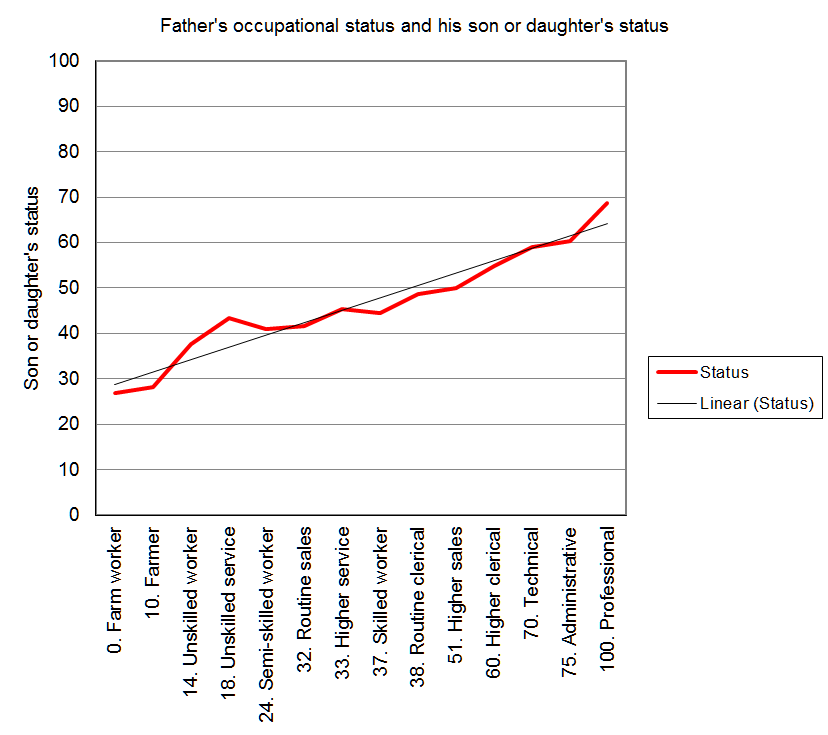 Father's occupational status and his son or daughter's status
100
90
80
70
60
50
40
30
20
10
0
Son or daughter's status
0. Farm worker
10. Farmer
14. Unskilled worker
18. Unskilled service
24. Semi-skilled worker
32. Routine sales
33. Higher service
37. Skilled worker
38. Routine clerical
51. Higher sales
60. Higher clerical
70. Technical
75. Administrative
100. Professional
Status
Linear (Status)